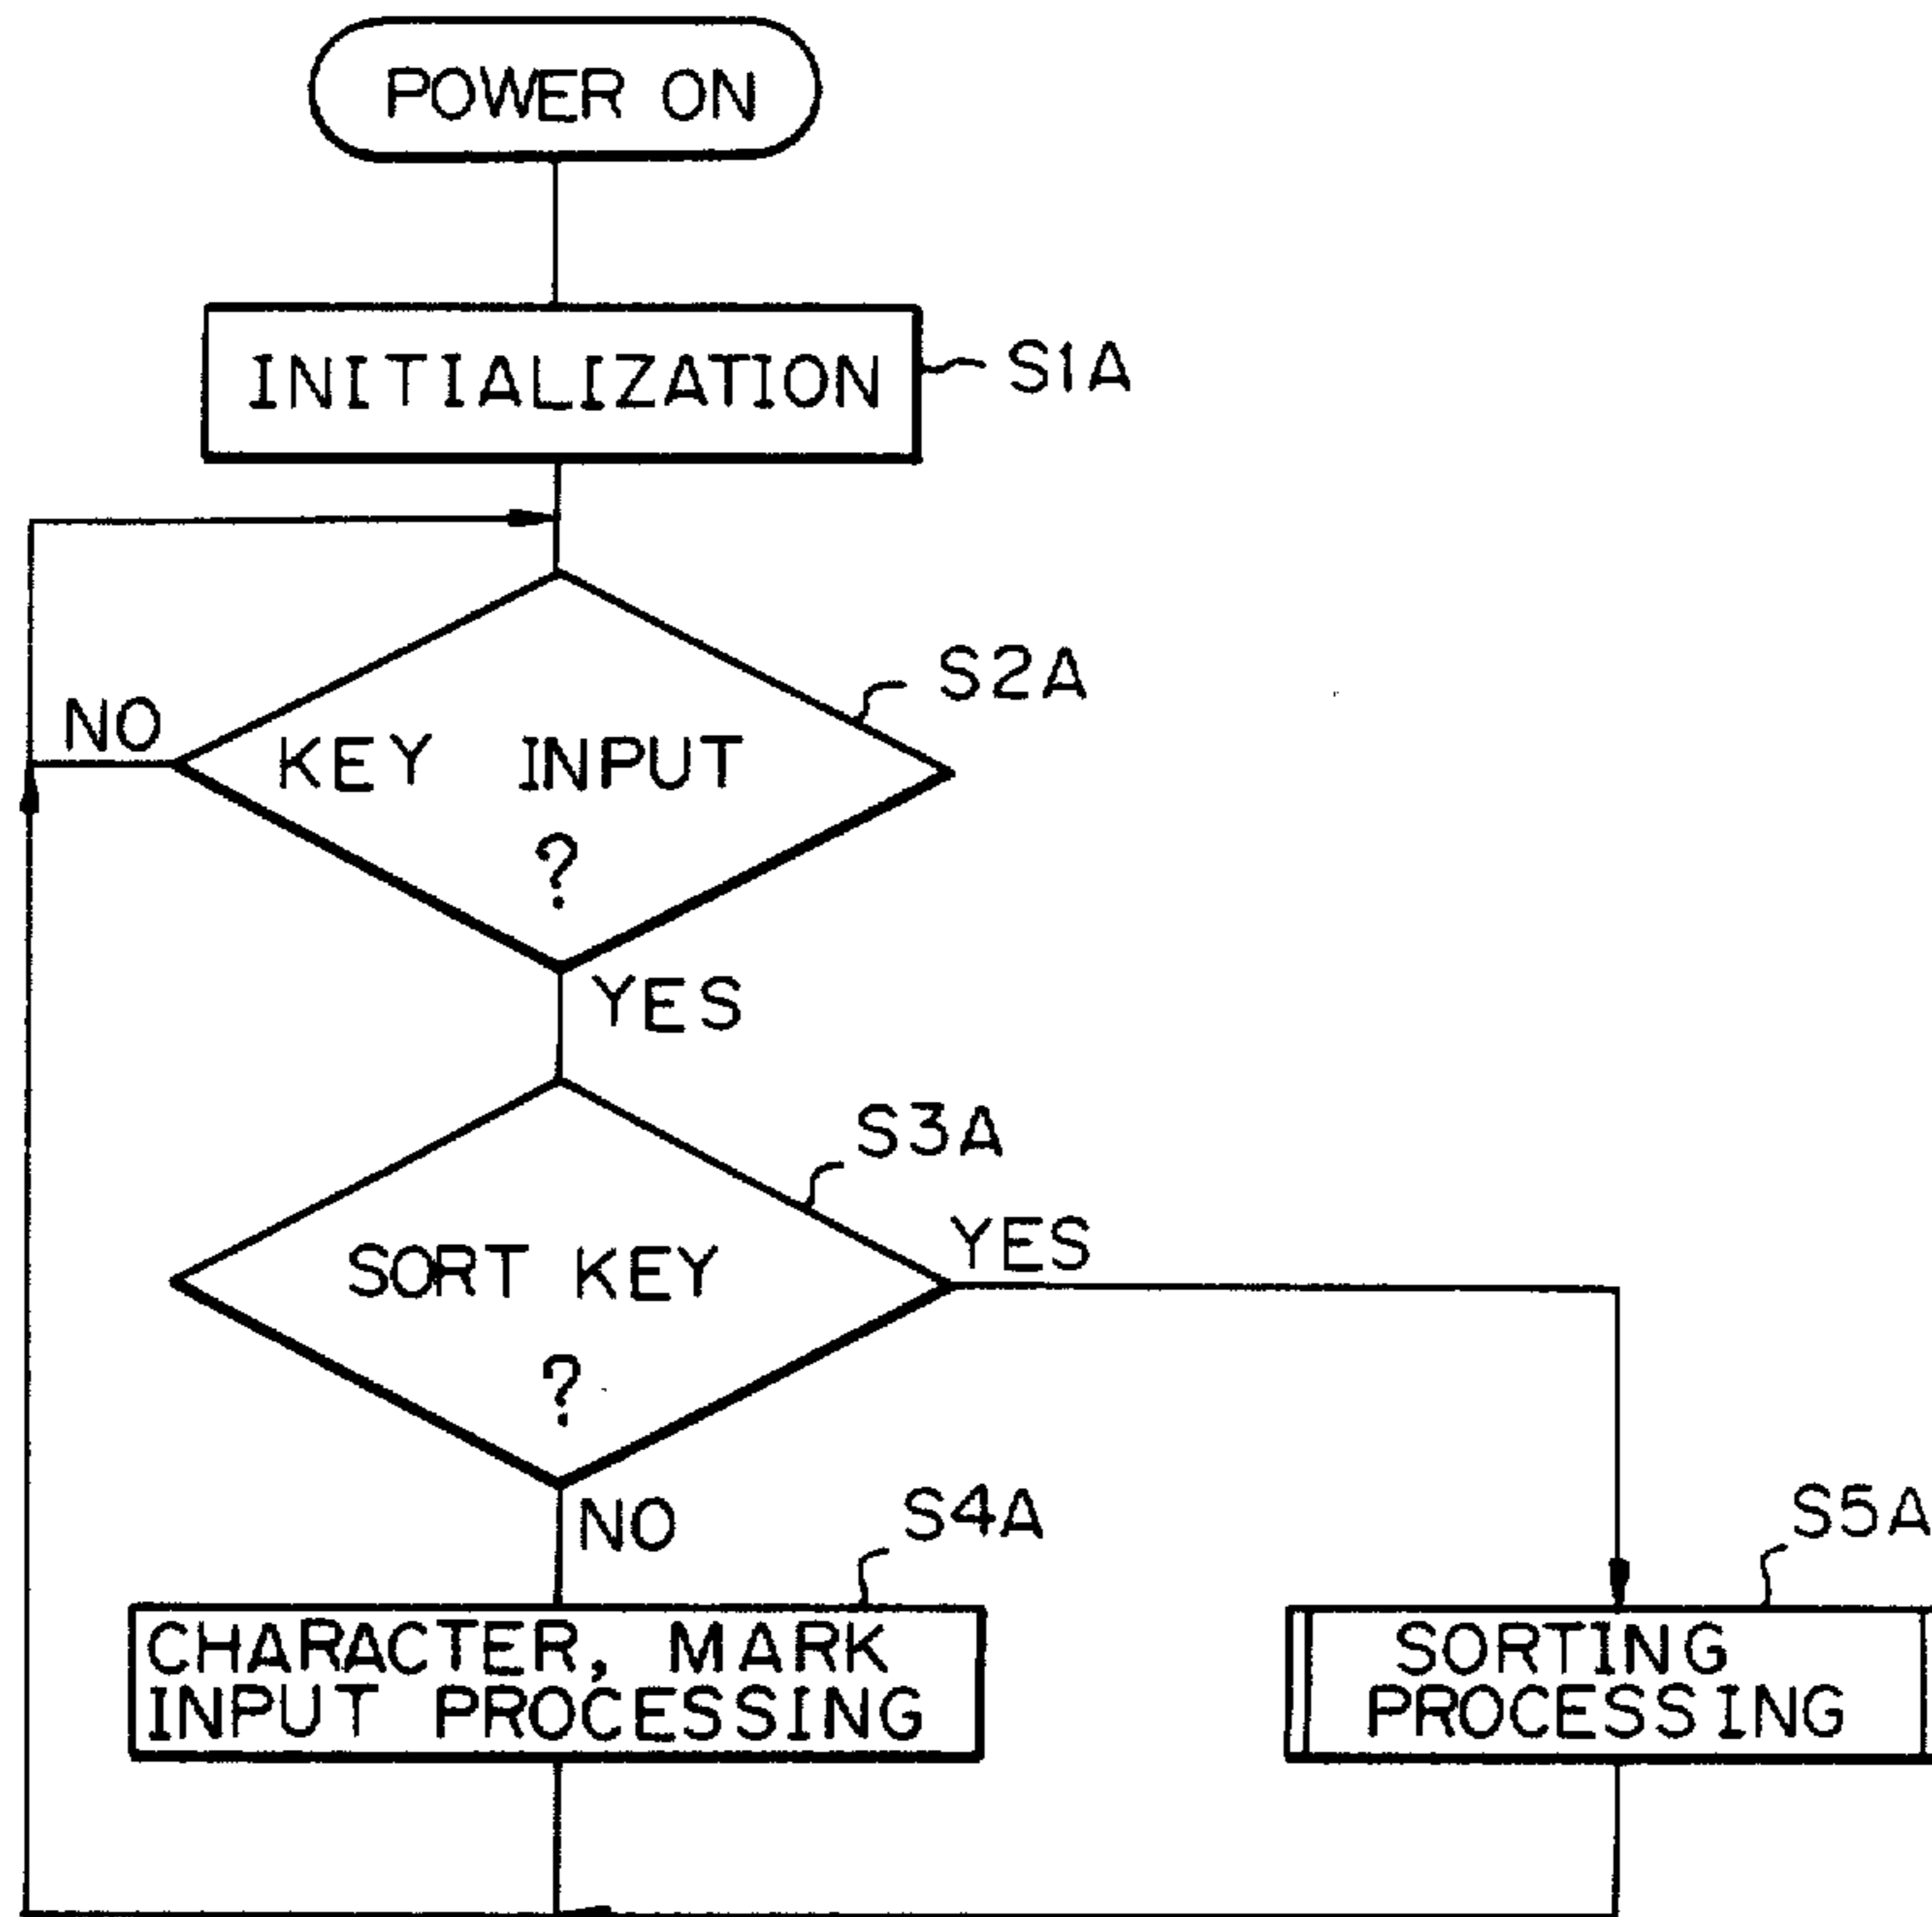 POWER ON
INITIALIZATION
S1A
S2A
NO
KEY INPUT
?
YES
S3A
YES
SORT KEY
?
NO
S4A
S5A
CHARACTER, MARK
INPUT PROCESSING
SORTING
PROCESSING